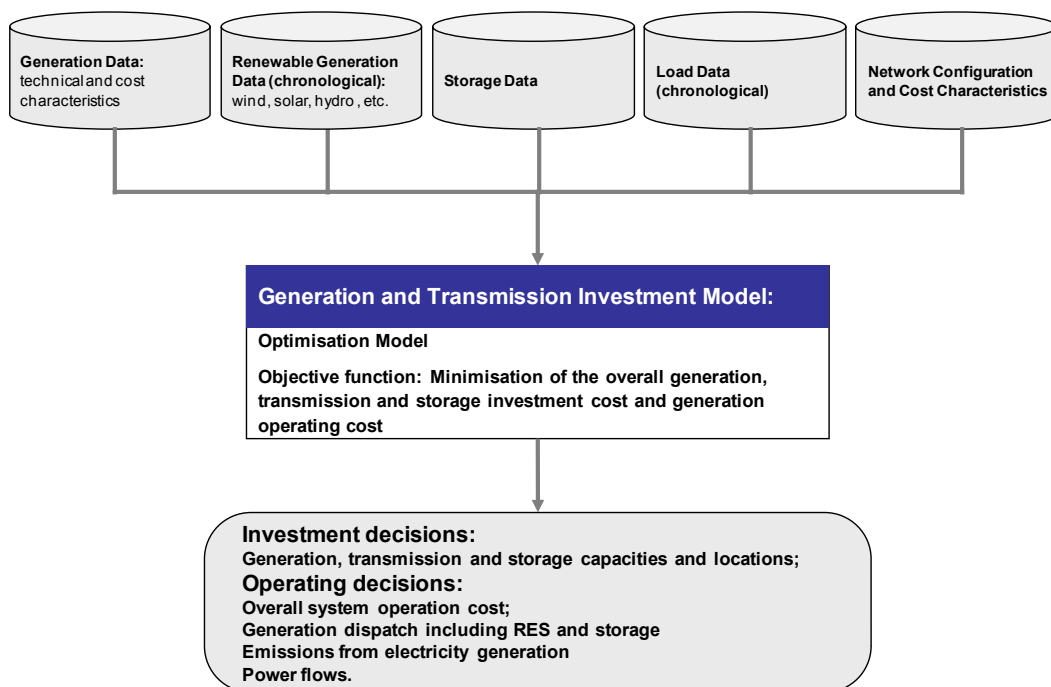 Generation Data:
technical and cost
characteristics
Renewable Generation
Data (chronological):
wind, solar, hydro, etc.
Storage Data
Load Data
(chronological)
Network Configuration
and Cost Characteristics
Generation and Transmission Investment Model:
Optimisation Model
Objective function: Minimisation of the overall generation,
transmission and storage investment cost and generation
operating cost
Investment decisions:
Generation, transmission and storage capacities and locations;
Operating decisions:
Overall system operation cost;
Generation dispatch including RES and storage
Emissions from electricity generation
Power flows.